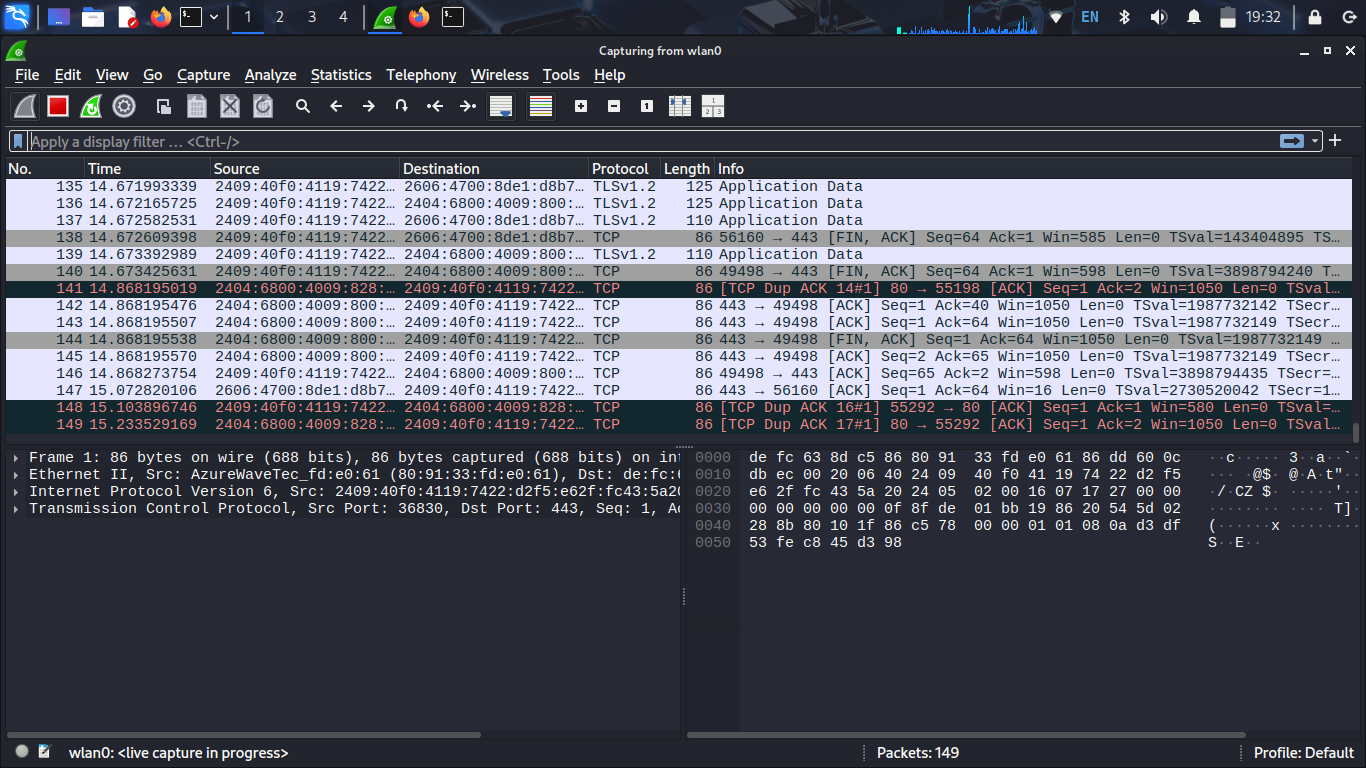 1 2 3 4 EN 19:32
Capturing from wlan0
File Edit View Go Capture Analyze Statistics Telephony Wireless Tools Help
Apply a display filter … <Ctrl-/>
No. Time Source Destination Protocol Length Info
135 14.671993339 2409:40f0:4119:7422… 2606:4700:8de1:d8b7… TLSv1.2 125 Application Data
136 14.672165725 2409:40f0:4119:7422… 2404:6800:4009:800:… TLSv1.2 125 Application Data
137 14.672582531 2409:40f0:4119:7422… 2606:4700:8de1:d8b7… TLSv1.2 110 Application Data
138 14.672609398 2409:40f0:4119:7422… 2606:4700:8de1:d8b7… TCP 86 56160 → 443 [FIN, ACK] Seq=64 Ack=1 Win=585 Len=0 TSval=143404895 TS…
139 14.673392989 2409:40f0:4119:7422… 2404:6800:4009:800:… TLSv1.2 110 Application Data
140 14.673425631 2409:40f0:4119:7422… 2404:6800:4009:800:… TCP 86 49498 → 443 [FIN, ACK] Seq=64 Ack=1 Win=598 Len=0 TSval=3898794240 T…
141 14.868195019 2404:6800:4009:828:… 2409:40f0:4119:7422… TCP 86 [TCP Dup ACK 14#1] 80 → 55198 [ACK] Seq=1 Ack=2 Win=1050 Len=0 TSval…
142 14.868195476 2404:6800:4009:800:… 2409:40f0:4119:7422… TCP 86 443 → 49498 [ACK] Seq=1 Ack=40 Win=1050 Len=0 TSval=1987732142 TSecr…
143 14.868195507 2404:6800:4009:800:… 2409:40f0:4119:7422… TCP 86 443 → 49498 [ACK] Seq=1 Ack=64 Win=1050 Len=0 TSval=1987732149 TSecr…
144 14.868195538 2404:6800:4009:800:… 2409:40f0:4119:7422… TCP 86 443 → 49498 [FIN, ACK] Seq=1 Ack=64 Win=1050 Len=0 TSval=1987732149 …
145 14.868195570 2404:6800:4009:800:… 2409:40f0:4119:7422… TCP 86 443 → 49498 [ACK] Seq=2 Ack=65 Win=1050 Len=0 TSval=1987732149 TSecr…
146 14.868273754 2409:40f0:4119:7422… 2404:6800:4009:800:… TCP 86 49498 → 443 [ACK] Seq=65 Ack=2 Win=598 Len=0 TSval=3898794435 TSecr=…
147 15.072820106 2606:4700:8de1:d8b7… 2409:40f0:4119:7422… TCP 86 443 → 56160 [ACK] Seq=1 Ack=64 Win=16 Len=0 TSval=2730520042 TSecr=1…
148 15.103896746 2409:40f0:4119:7422… 2404:6800:4009:828:… TCP 86 [TCP Dup ACK 16#1] 55292 → 80 [ACK] Seq=1 Ack=1 Win=580 Len=0 TSval=…
149 15.233529169 2404:6800:4009:828:… 2409:40f0:4119:7422… TCP 86 [TCP Dup ACK 17#1] 80 → 55292 [ACK] Seq=1 Ack=2 Win=1050 Len=0 TSval…
Frame 1: 86 bytes on wire (688 bits), 86 bytes captured (688 bits) on int
Ethernet II, Src: AzureWaveTec_fd:e0:61 (80:91:33:fd:e0:61), Dst: de:fc:6
Internet Protocol Version 6, Src: 2409:40f0:4119:7422:d2f5:e62f:fc43:5a20
Transmission Control Protocol, Src Port: 36830, Dst Port: 443, Seq: 1, Ac
0000 de fc 63 8d c5 86 80 91 33 fd e0 61 86 dd 60 0c ··c····· 3··a··`·
0010 db ec 00 20 06 40 24 09 40 f0 41 19 74 22 d2 f5 ··· ·@$· @·A·t"··
0020 e6 2f fc 43 5a 20 24 05 02 00 16 07 17 27 00 00 ·/·CZ $· ·····'··
0030 00 00 00 00 00 0f 8f de 01 bb 19 86 20 54 5d 02 ········ ···· T]·
0040 28 8b 80 10 1f 86 c5 78 00 00 01 01 08 0a d3 df (······x ········
0050 53 fe c8 45 d3 98 S··E··
wlan0: <live capture in progress> Packets: 149 Profile: Default